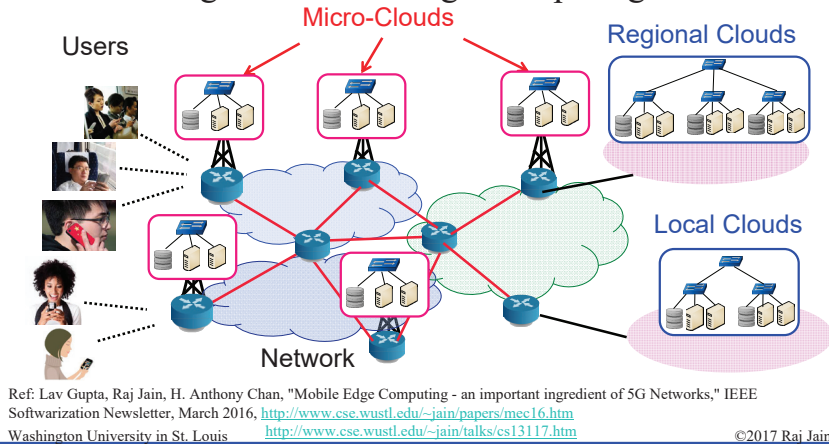 Micro-Clouds
Users
Regional Clouds
Local Clouds
Network
Ref: Lav Gupta, Raj Jain, H. Anthony Chan, "Mobile Edge Computing - an important ingredient of 5G Networks," IEEE
Softwarization Newsletter, March 2016, http://www.cse.wustl.edu/~jain/papers/mec16.htm
Washington University in St. Louis http://www.cse.wustl.edu/~jain/talks/cs13117.htm ©2017 Raj Jain